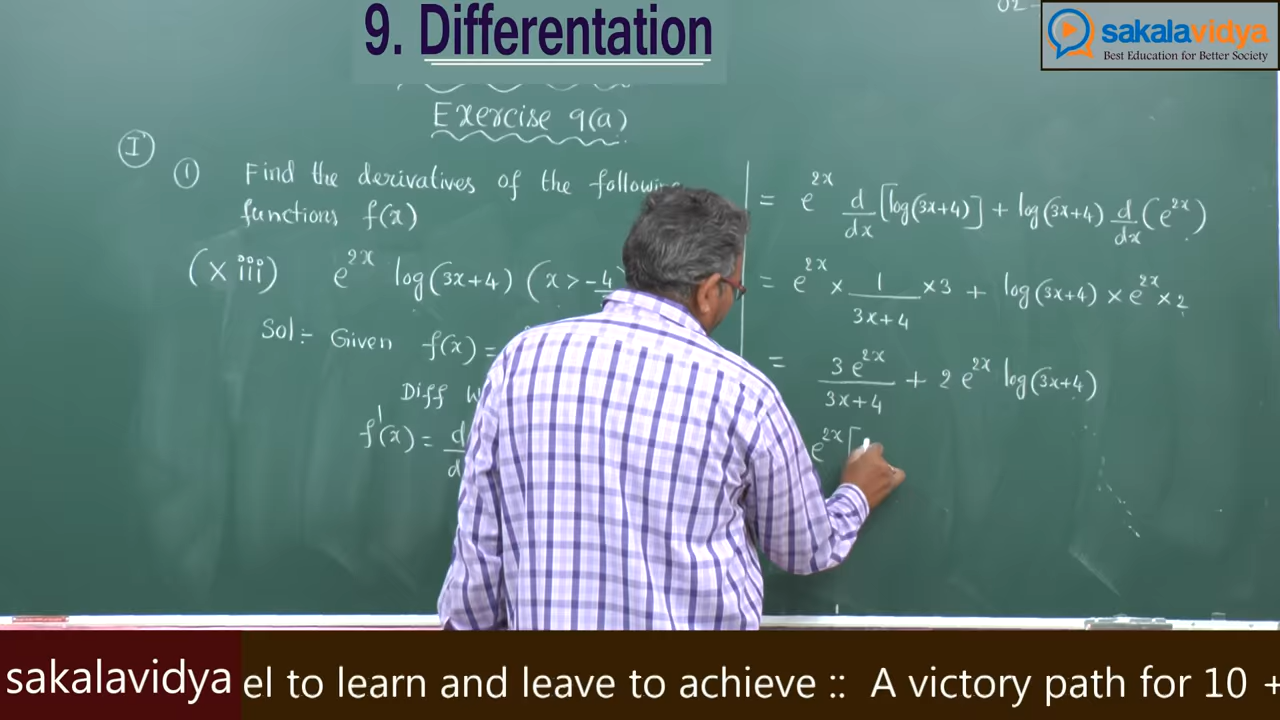 9. Differentation
02-
sakalavidya
Best Education for Better Society
Exercise 9(a)
I
① Find the derivatives of the following
functions f(x)
(xiii) e^{2x} log(3x+4) (x > -4
Sol:- Given f(x) =
Diff
f'(x) = d
d
= e^{2x} d/dx [log(3x+4)] + log(3x+4) d/dx (e^{2x})
= e^{2x} × 1/(3x+4) × 3 + log(3x+4) × e^{2x} × 2
= 3e^{2x}/(3x+4) + 2e^{2x} log(3x+4)
e^{2x} [
sakalavidya
el to learn and leave to achieve :: A victory path for 10 +